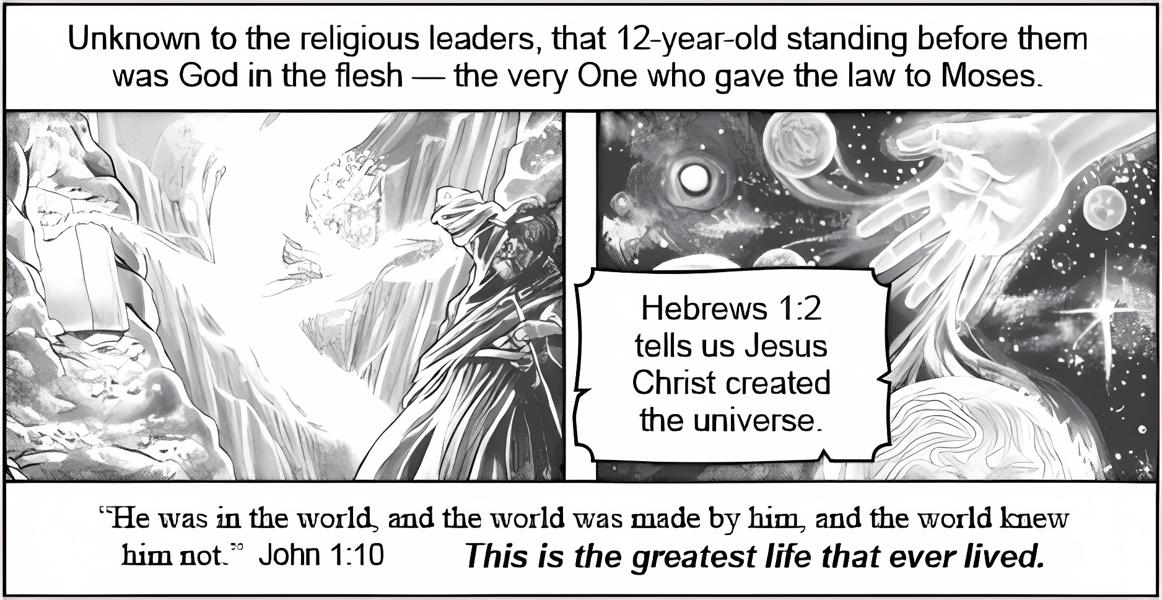 Unknown to the religious leaders, that 12-year-old standing before them
was God in the flesh — the very One who gave the law to Moses.
Hebrews 1:2
tells us Jesus
Christ created
the universe.
“He was in the world, and the world was made by him, and the world knew
him not.” John 1:10 This is the greatest life that ever lived.